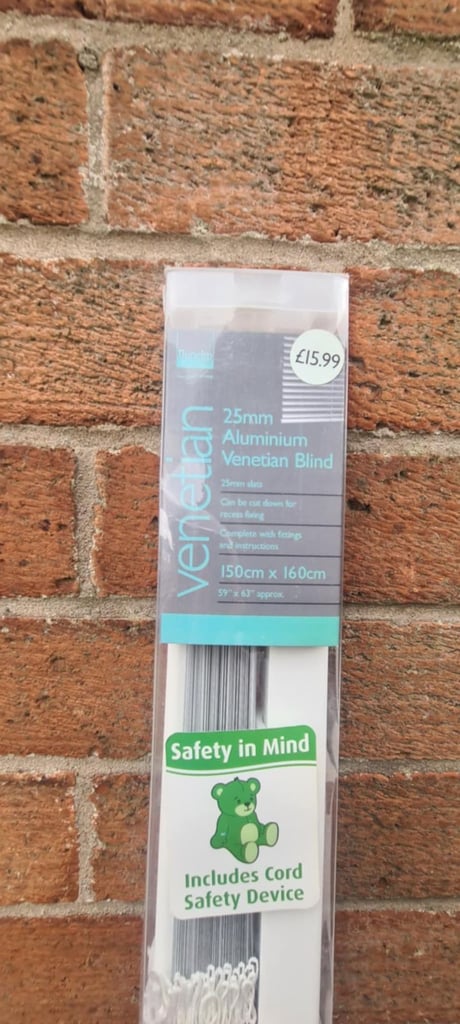 £15.99
venetian
25mm
Aluminium
Venetian Blind
25mm slats
Can be cut down for
recess fixing
Complete with fittings
and instructions
150cm x 160cm
59" x 63" approx.
Safety in Mind
Includes Cord
Safety Device